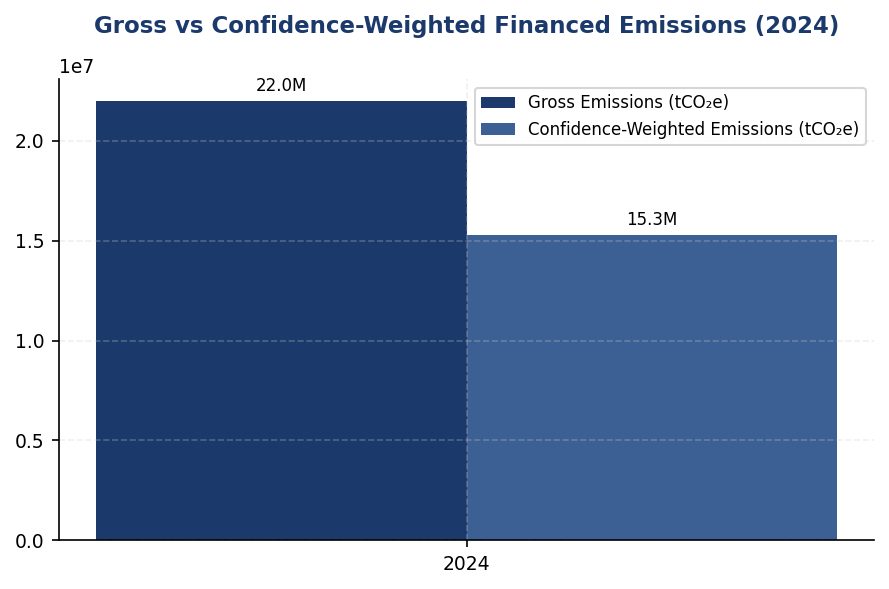 Gross vs Confidence-Weighted Financed Emissions (2024)
1e7
22.0M
Gross Emissions (tCO₂e)
Confidence-Weighted Emissions (tCO₂e)
2.0
15.3M
1.5
1.0
0.5
0.0
2024